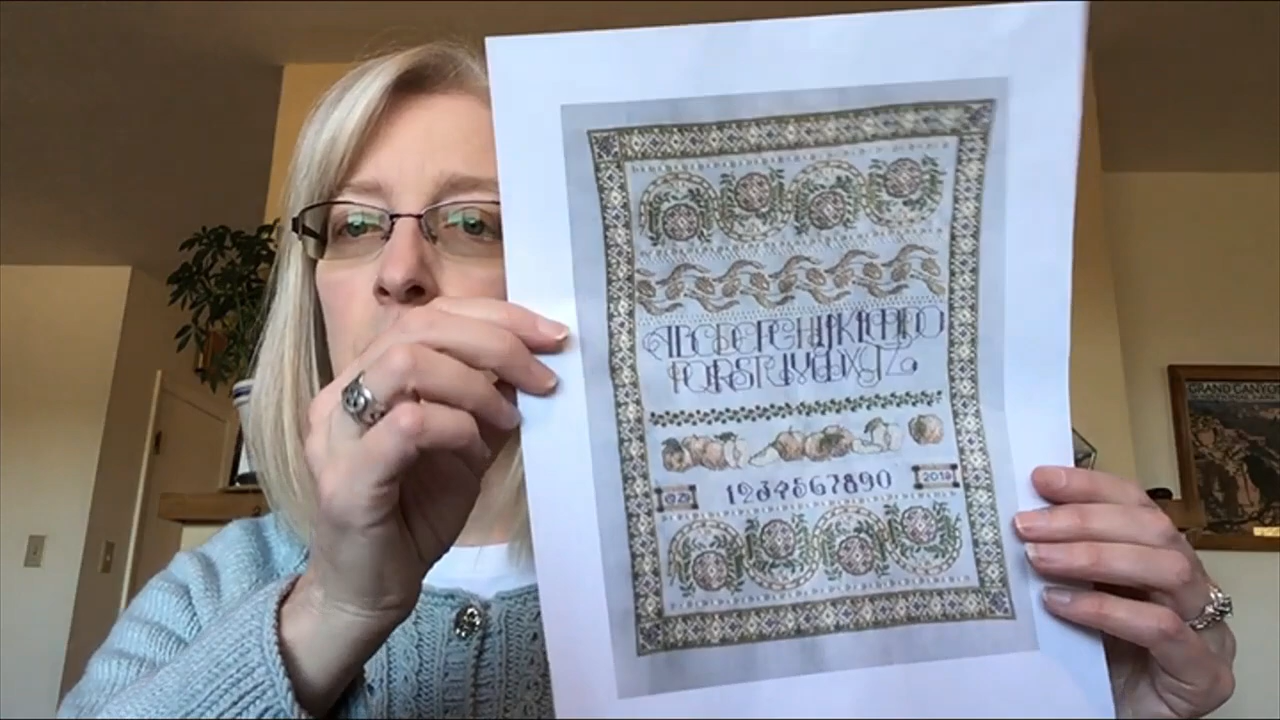 ABCDEFGHIJKLMNO
PQRSTUVWXYZ.
1234567890
2019
GRAND CANYON